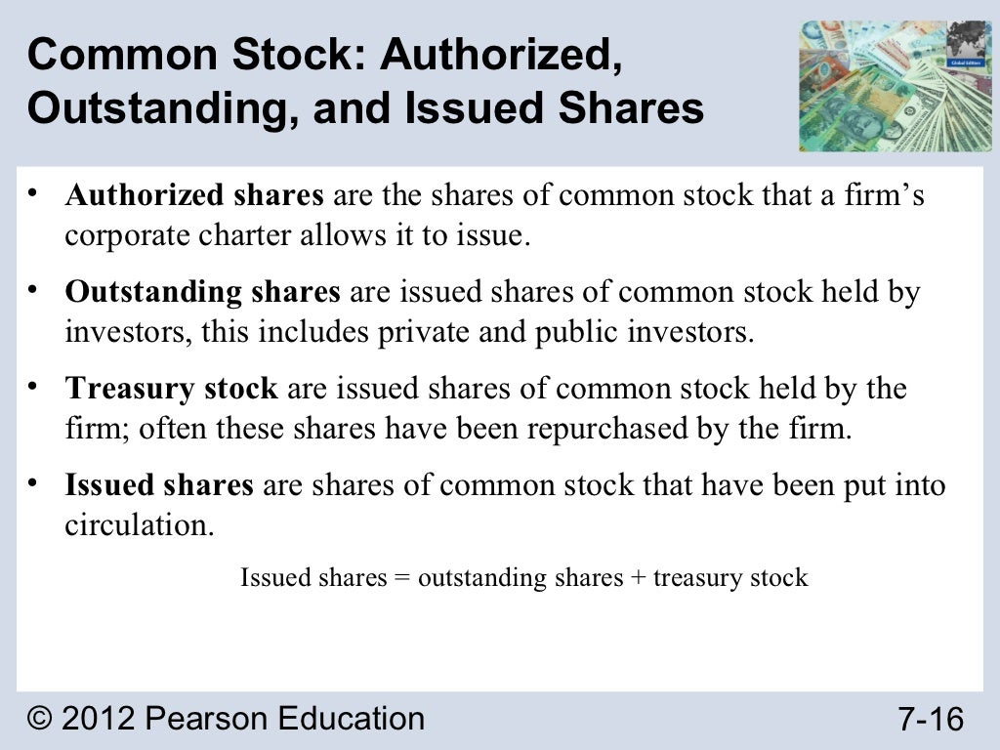 Common Stock: Authorized,
Outstanding, and Issued Shares
Global Edition
• Authorized shares are the shares of common stock that a firm’s
corporate charter allows it to issue.
• Outstanding shares are issued shares of common stock held by
investors, this includes private and public investors.
• Treasury stock are issued shares of common stock held by the
firm; often these shares have been repurchased by the firm.
• Issued shares are shares of common stock that have been put into
circulation.
Issued shares = outstanding shares + treasury stock
© 2012 Pearson Education
7-16